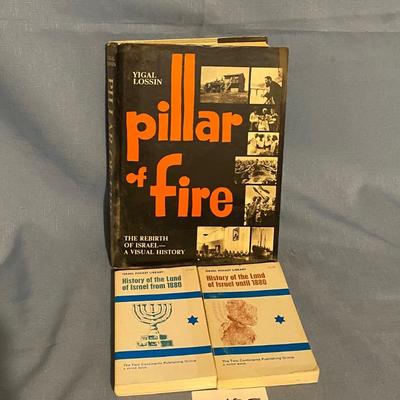 YIGAL
LOSSIN
pillar
of
fire
THE REBIRTH
OF ISRAEL—
A VISUAL HISTORY
ISRAEL POCKET LIBRARY
History of the Land
of Israel from 1880
The Two Continents Publishing Group
ISRAEL POCKET LIBRARY
History of the Land
of Israel until 1880
The Two Continents Publishing Group